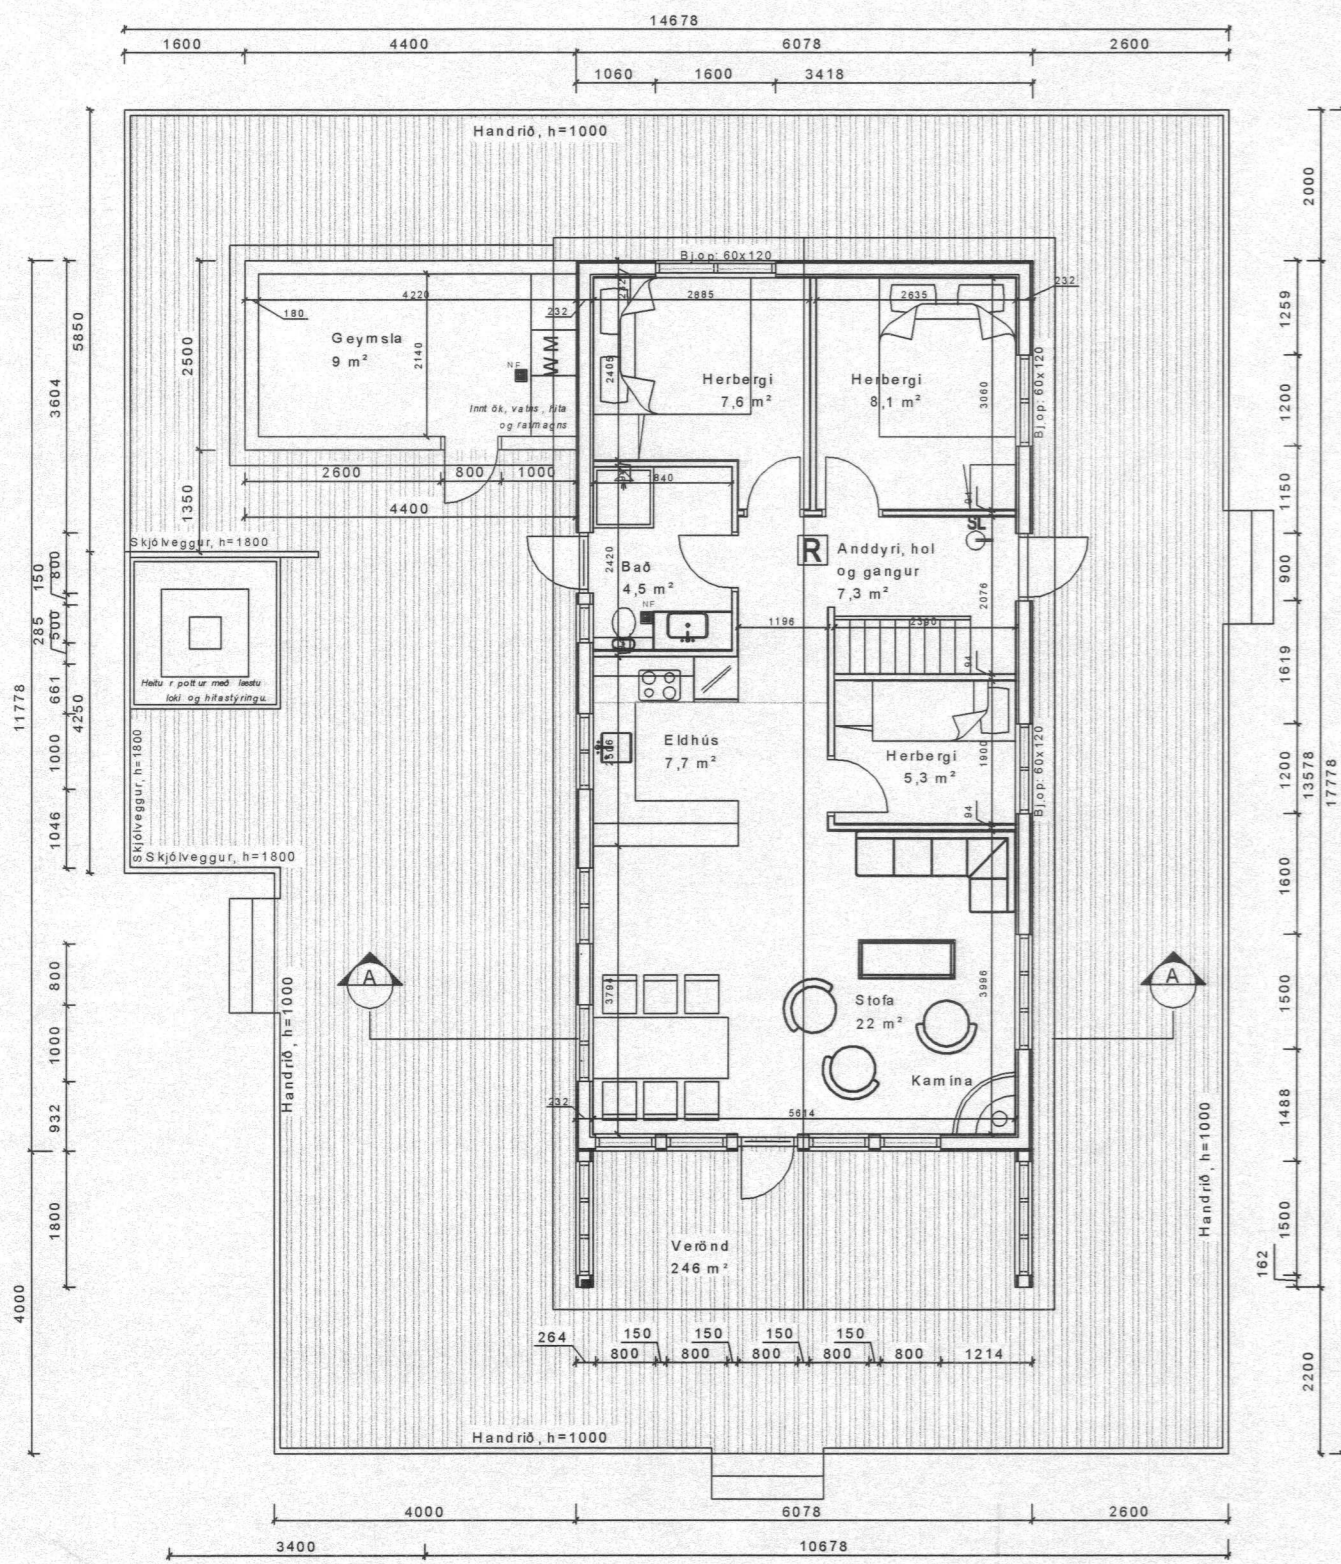 14678
1600 4400 6078 2600
1060 1600 3418
Handrið, h=1000
2000
Bj.op: 60x120
4220 232 2885 2635 232
180
Geymsla
9 m²
2140
WM
NF
Inntök, vatns, hita
og rafmagns
2405
Herbergi
7,6 m²
Herbergi
8,1 m²
3060
Bj.op: 60x120
5850
3604
2500
1259
1200
1150
2600 800 1000
1840
4400
1350
94
SL
Skjólveggur, h=1800
R
Anddyri, hol
og gangur
7,3 m²
2420
Bað
4,5 m²
NF
2076
1196 2390
94
900
150
800
285
500
Heitur pottur með læstu
loki og hitastýringu.
661
4250
11778
1619
Eldhús
7,7 m²
2506
Herbergi
5,3 m²
1900
94
Bj.op: 60x120
1000
1200
13578
17778
Skjólveggur, h=1800
1046
Skjólveggur, h=1800
1600
A
A
800
3794
Stofa
22 m²
3996
1500
Handrið, h=1000
1000
Kamína
932
232
5614
1488
Handrið, h=1000
1800
Verönd
246 m²
1500
162
4000
264 150 150 150 150
800 800 800 800 800 1214
2200
Handrið, h=1000
4000 6078 2600
3400 10678